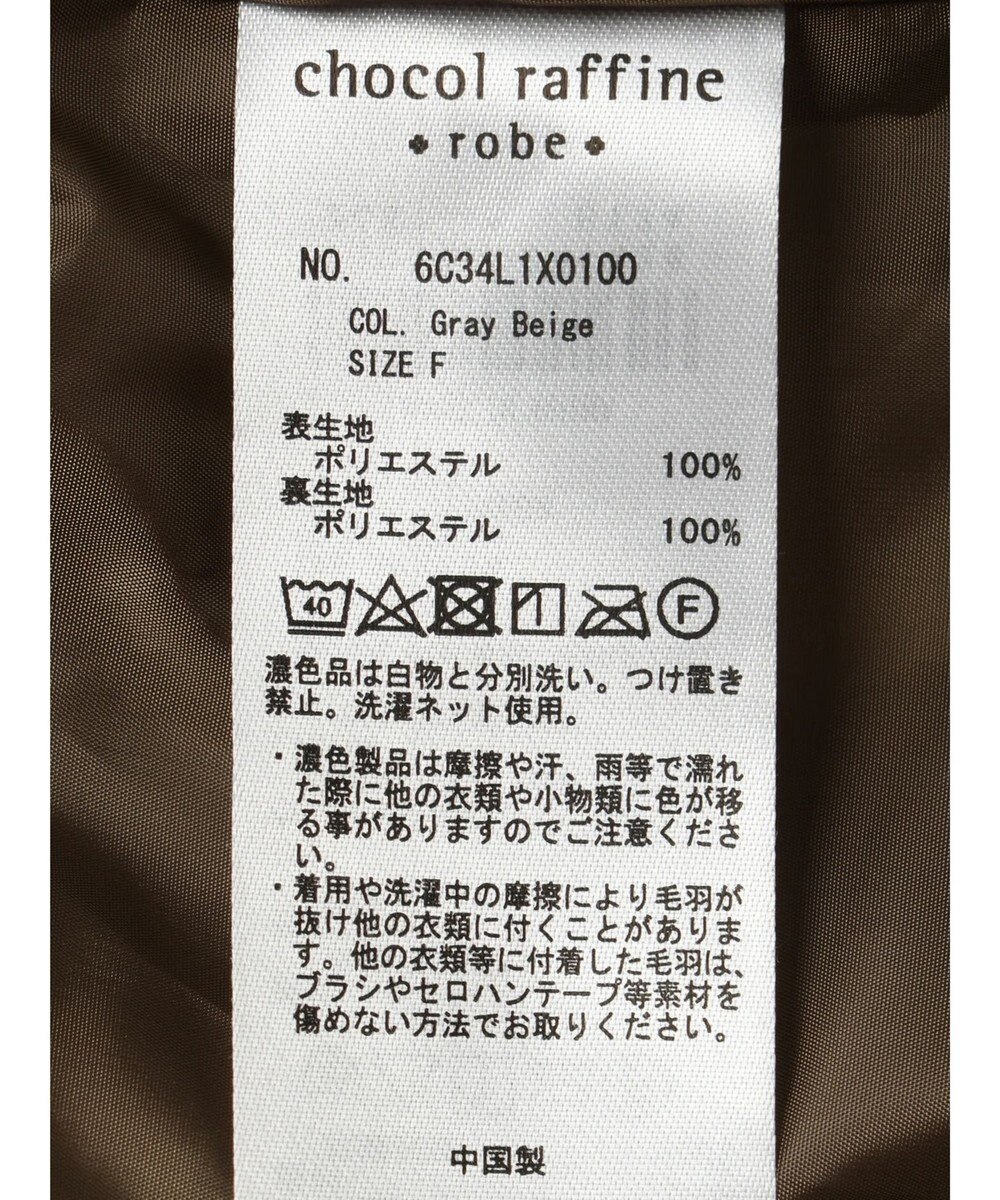 chocol raffine
robe
NO. 6C34L1X0100
COL. Gray Beige
SIZE F
表生地
ポリエステル 100%
裏生地
ポリエステル 100%
40 F
濃色品は白物と分別洗い。つけ置き
禁止。洗濯ネット使用。
・濃色製品は摩擦や汗、雨等で濡れ
た際に他の衣類や小物類に色が移
る事がありますのでご注意くださ
い。
・着用や洗濯中の摩擦により毛羽が
抜け他の衣類に付くことがありま
す。他の衣類等に付着した毛羽は、
ブラシやセロハンテープ等素材を
傷めない方法でお取りください。
中国製